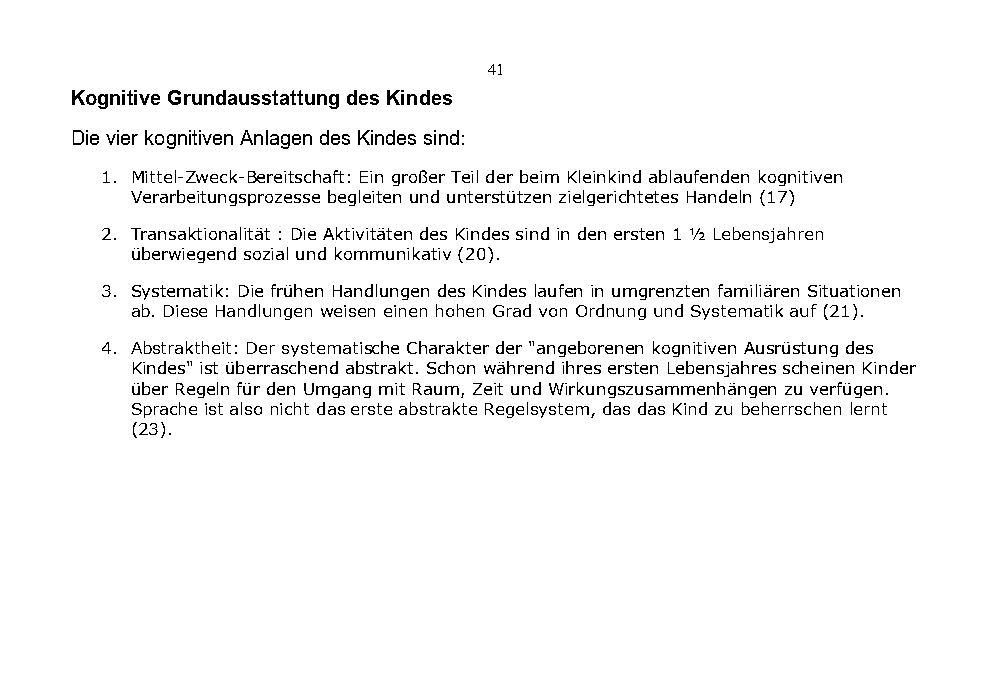 41
Kognitive Grundausstattung des Kindes
Die vier kognitiven Anlagen des Kindes sind:
1. Mittel-Zweck-Bereitschaft: Ein großer Teil der beim Kleinkind ablaufenden kognitiven
Verarbeitungsprozesse begleiten und unterstützen zielgerichtetes Handeln (17)
2. Transaktionalität : Die Aktivitäten des Kindes sind in den ersten 1 ½ Lebensjahren
überwiegend sozial und kommunikativ (20).
3. Systematik: Die frühen Handlungen des Kindes laufen in umgrenzten familiären Situationen
ab. Diese Handlungen weisen einen hohen Grad von Ordnung und Systematik auf (21).
4. Abstraktheit: Der systematische Charakter der "angeborenen kognitiven Ausrüstung des
Kindes" ist überraschend abstrakt. Schon während ihres ersten Lebensjahres scheinen Kinder
über Regeln für den Umgang mit Raum, Zeit und Wirkungszusammenhängen zu verfügen.
Sprache ist also nicht das erste abstrakte Regelsystem, das das Kind zu beherrschen lernt
(23).